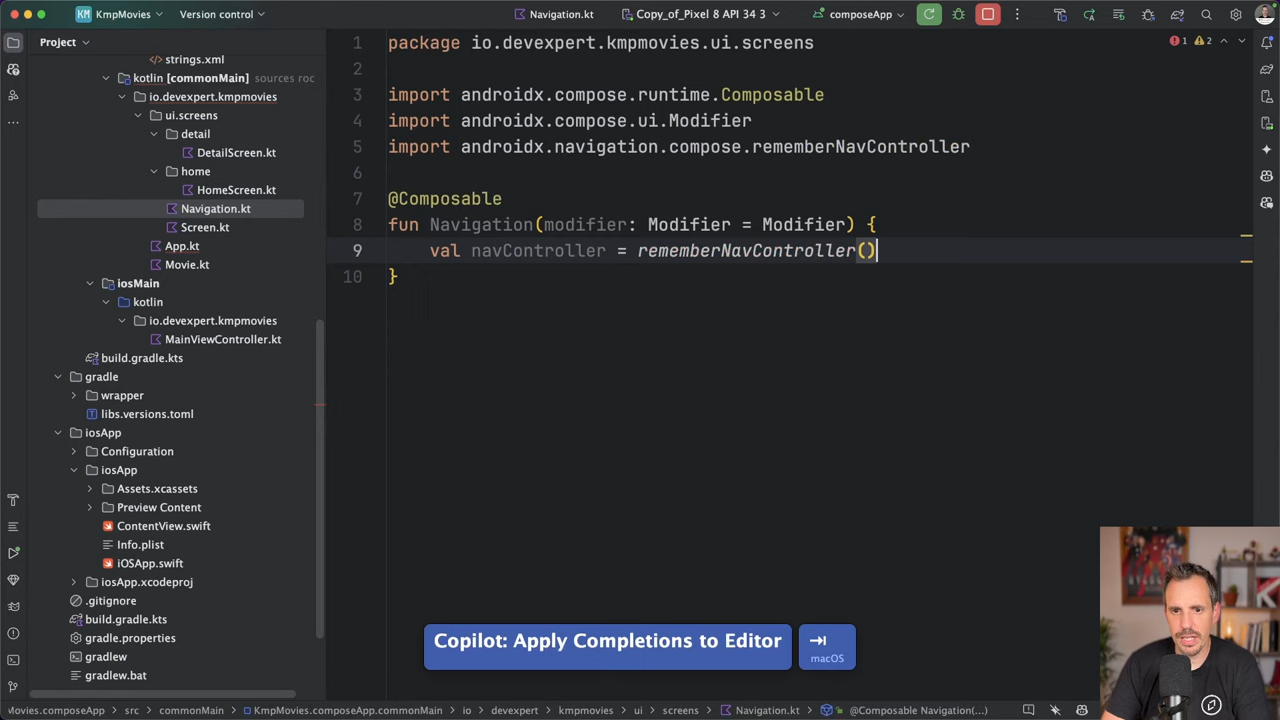 KM KmpMovies Version control Navigation.kt Copy_of_Pixel 8 API 34 3 composeApp
Project
strings.xml
kotlin [commonMain] sources roc
io.devexpert.kmpmovies
ui.screens
detail
DetailScreen.kt
home
HomeScreen.kt
Navigation.kt
Screen.kt
App.kt
Movie.kt
iosMain
kotlin
io.devexpert.kmpmovies
MainViewController.kt
build.gradle.kts
gradle
wrapper
libs.versions.toml
iosApp
Configuration
iosApp
Assets.xcassets
Preview Content
ContentView.swift
Info.plist
iOSApp.swift
iosApp.xcodeproj
.gitignore
build.gradle.kts
gradle.properties
gradlew
gradlew.bat
1 package io.devexpert.kmpmovies.ui.screens
1 2
2
3 import androidx.compose.runtime.Composable
4 import androidx.compose.ui.Modifier
5 import androidx.navigation.compose.rememberNavController
6
7 @Composable
8 fun Navigation(modifier: Modifier = Modifier) {
9 val navController = rememberNavController()
10 }
Copilot: Apply Completions to Editor
macOS
Movies.composeApp src commonMain KmpMovies.composeApp.commonMain io devexpert kmpmovies ui screens Navigation.kt @Composable Navigation(...)